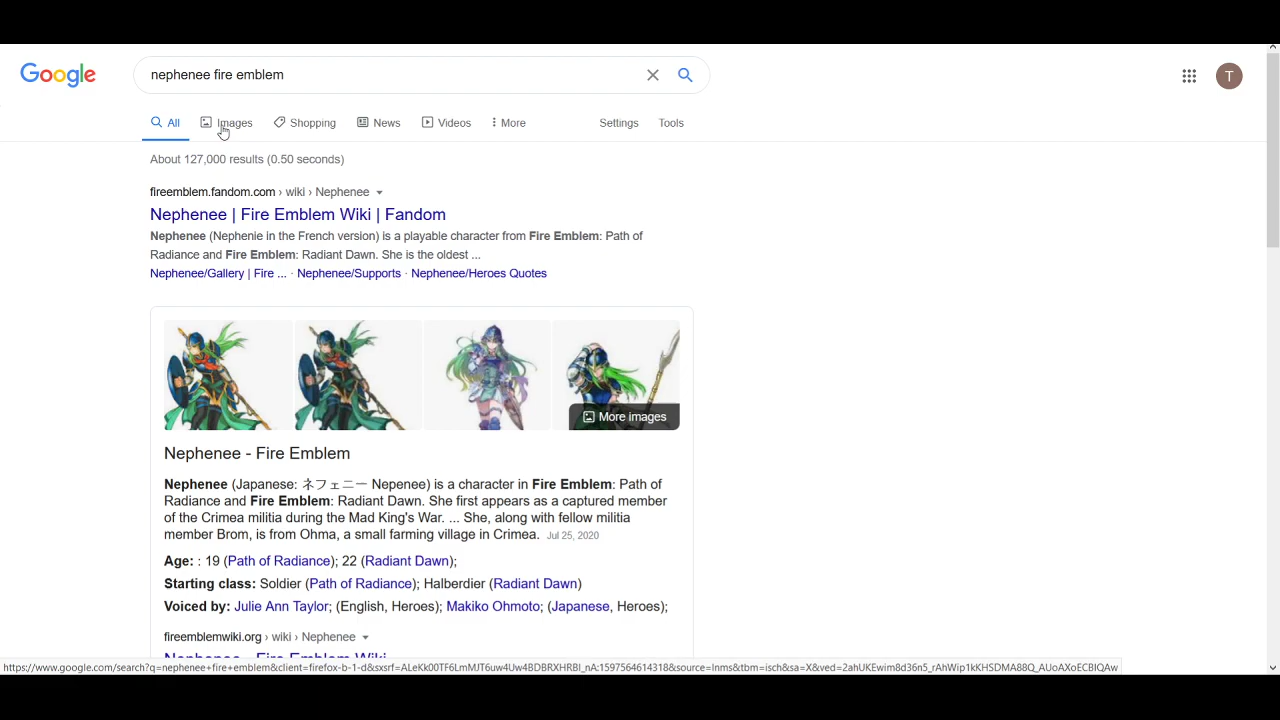 Google
nephenee fire emblem
T
All Images Shopping News Videos More Settings Tools
About 127,000 results (0.50 seconds)
fireemblem.fandom.com › wiki › Nephenee
Nephenee | Fire Emblem Wiki | Fandom
Nephenee (Nephenie in the French version) is a playable character from Fire Emblem: Path of
Radiance and Fire Emblem: Radiant Dawn. She is the oldest ...
Nephenee/Gallery | Fire ... · Nephenee/Supports · Nephenee/Heroes Quotes
More images
Nephenee - Fire Emblem
Nephenee (Japanese: ネフェニー Nepenee) is a character in Fire Emblem: Path of
Radiance and Fire Emblem: Radiant Dawn. She first appears as a captured member
of the Crimea militia during the Mad King's War. ... She, along with fellow militia
member Brom, is from Ohma, a small farming village in Crimea. Jul 25, 2020
Age: : 19 (Path of Radiance); 22 (Radiant Dawn);
Starting class: Soldier (Path of Radiance); Halberdier (Radiant Dawn)
Voiced by: Julie Ann Taylor; (English, Heroes); Makiko Ohmoto; (Japanese, Heroes);
fireemblemwiki.org › wiki › Nephenee
Nephenee - Fire Emblem Wiki